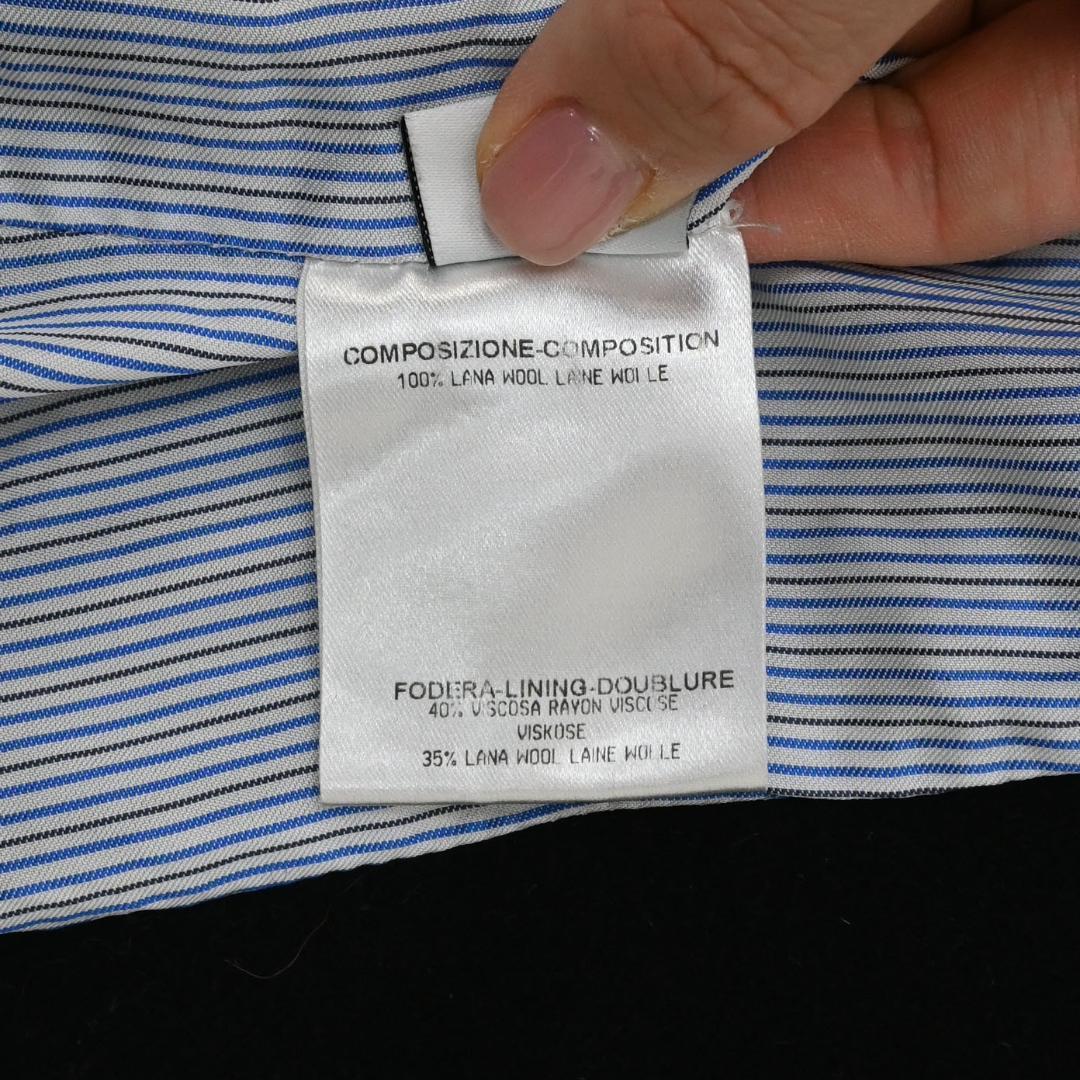 COMPOSIZIONE-COMPOSITION
100% LANA WOOL LAINE WOLLE
FODERA-LINING-DOUBLURE
40% VISCOSA RAYON VISCOSE
VISKOSE
35% LANA WOOL LAINE WOLLE